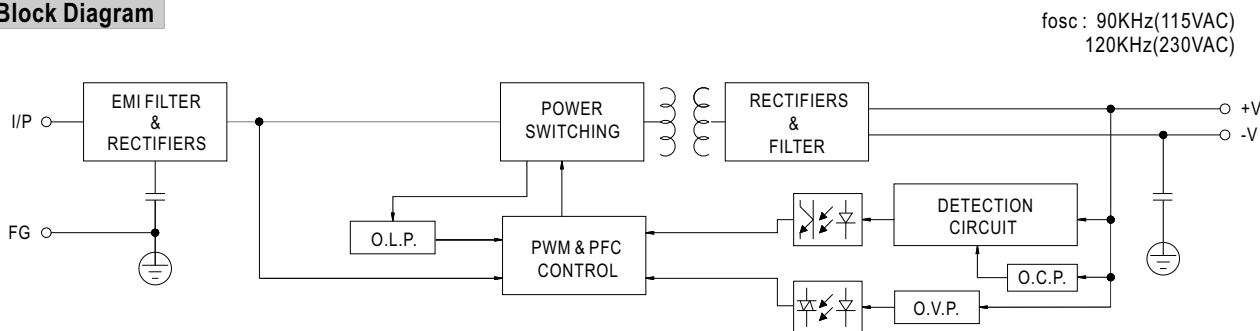 Block Diagram
fosc : 90KHz(115VAC)
120KHz(230VAC)
I/P
EMI FILTER
&
RECTIFIERS
POWER
SWITCHING
RECTIFIERS
&
FILTER
+V
-V
FG
O.L.P.
PWM & PFC
CONTROL
DETECTION
CIRCUIT
O.C.P.
O.V.P.